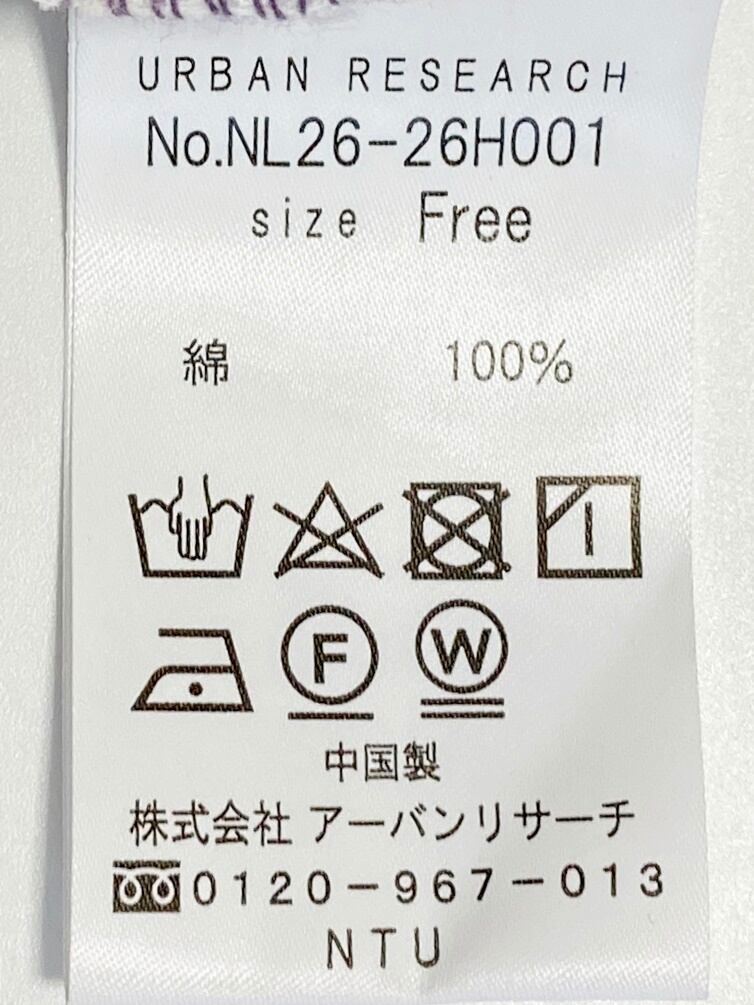 URBAN RESEARCH
No.NL26-26H001
size Free
綿 100%
F W
中国製
株式会社 アーバンリサーチ
0120-967-013
NTU